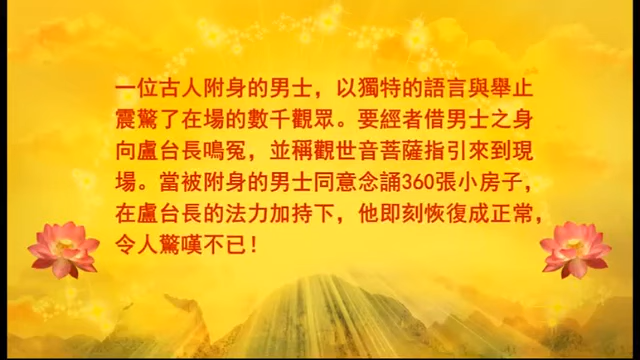 一位古人附身的男士，以獨特的語言與舉止
震驚了在場的數千觀眾。要經者借男士之身
向盧台長鳴冤，並稱觀世音菩薩指引來到現
場。當被附身的男士同意念誦360張小房子，
在盧台長的法力加持下，他即刻恢復成正常，
令人驚嘆不已！